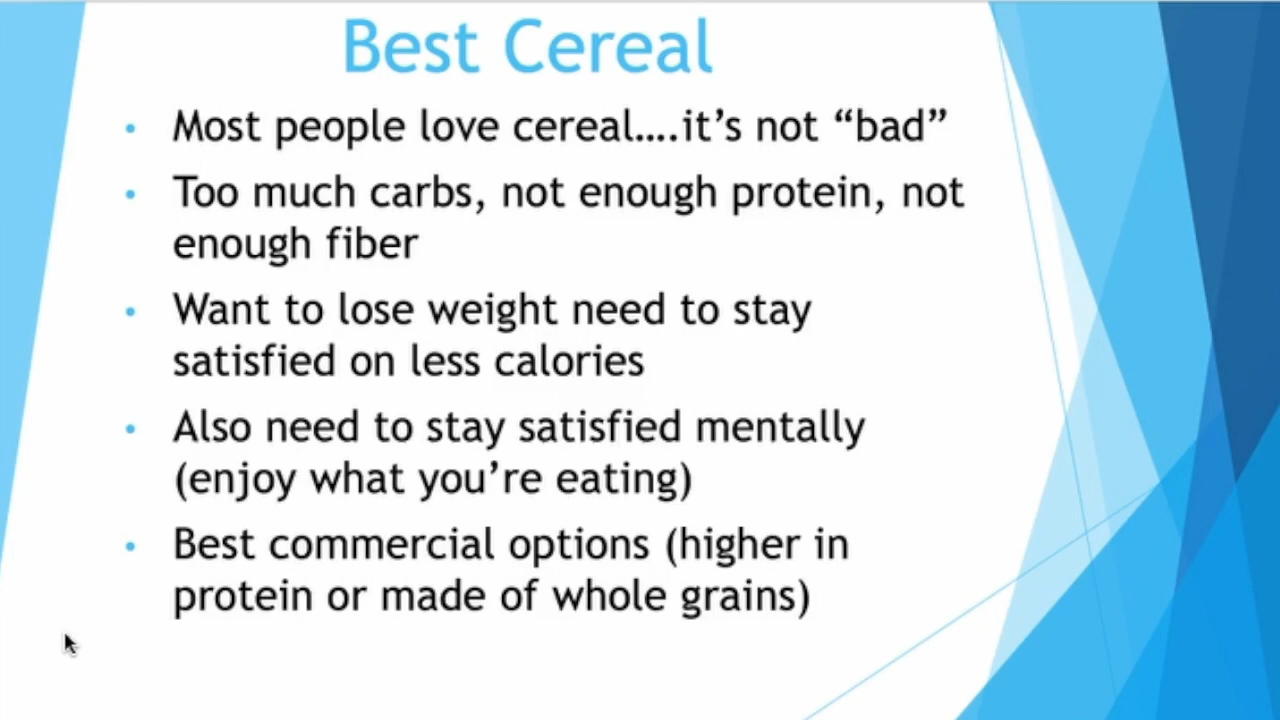 Best Cereal
• Most people love cereal....it's not “bad”
• Too much carbs, not enough protein, not
enough fiber
• Want to lose weight need to stay
satisfied on less calories
• Also need to stay satisfied mentally
(enjoy what you're eating)
• Best commercial options (higher in
protein or made of whole grains)